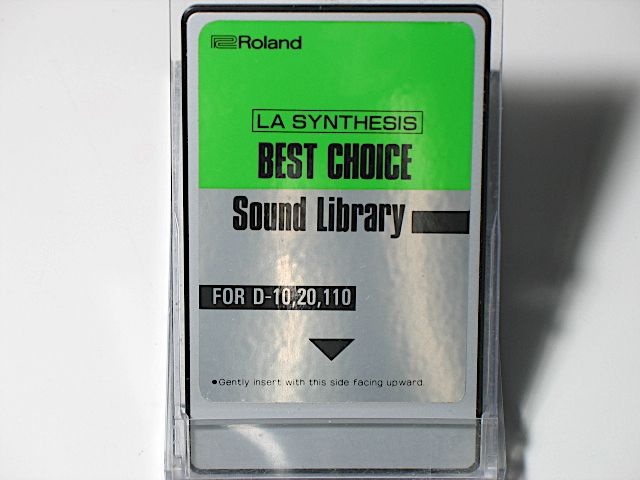 Roland
LA SYNTHESIS
BEST CHOICE
Sound Library
FOR D-10,20,110
●Gently insert with this side facing upward.